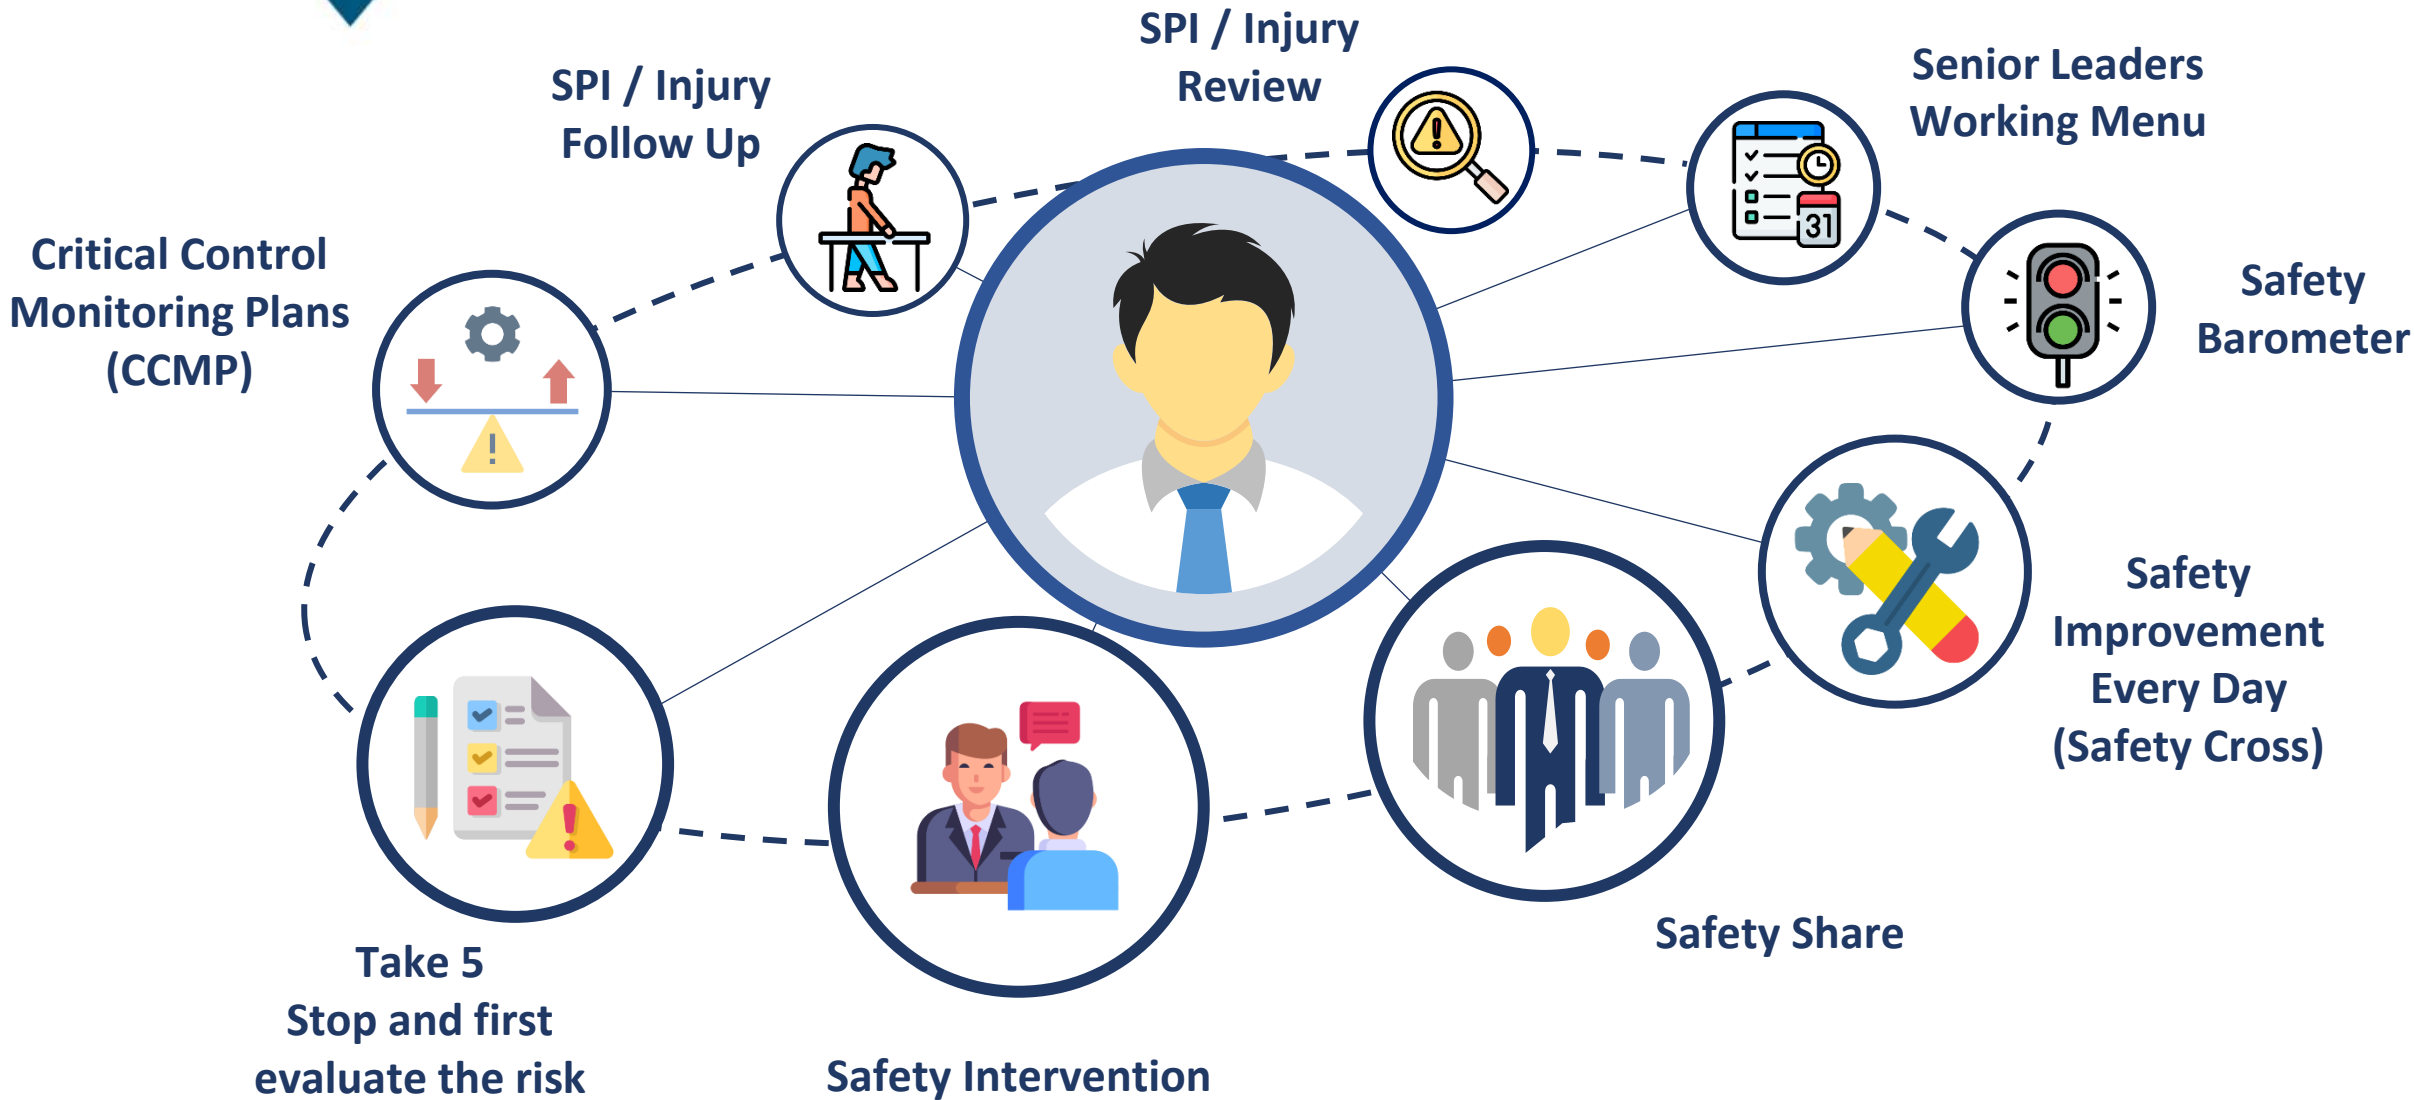 SPI / Injury
Review
SPI / Injury
Follow Up
Senior Leaders
Working Menu
31
Critical Control
Monitoring Plans
(CCMP)
Safety
Barometer
Safety
Improvement
Every Day
(Safety Cross)
Safety Share
Take 5
Stop and first
evaluate the risk
Safety Intervention